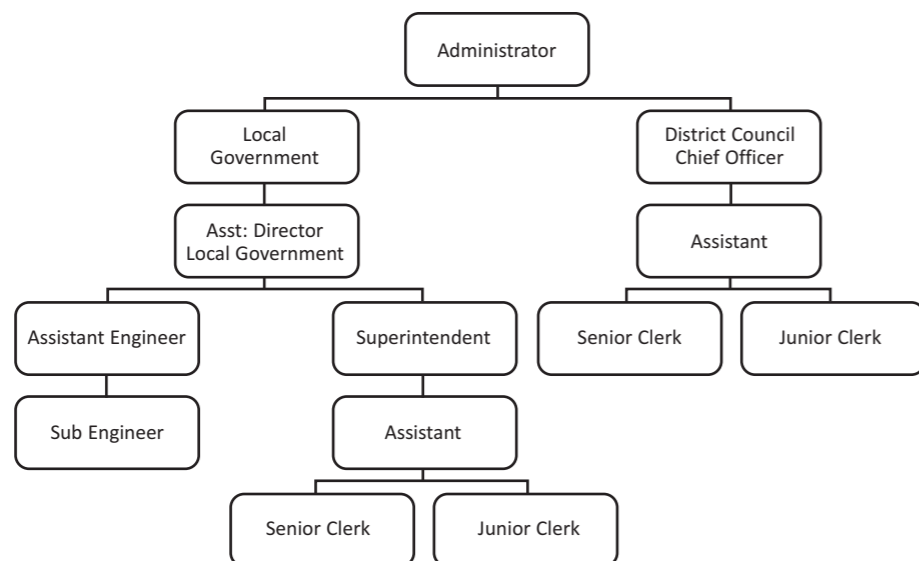 Administrator
Local
Government
District Council
Chief Officer
Asst: Director
Local Government
Assistant
Assistant Engineer
Superintendent
Senior Clerk
Junior Clerk
Sub Engineer
Assistant
Senior Clerk
Junior Clerk